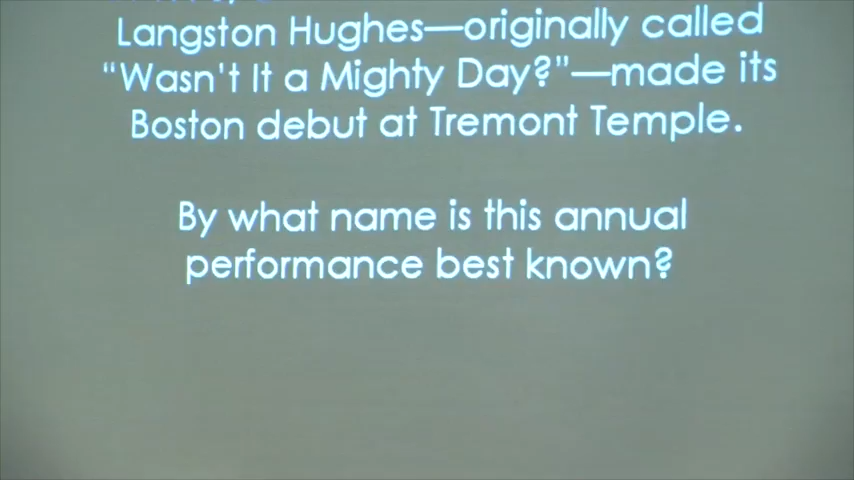 Langston Hughes—originally called
“Wasn't It a Mighty Day?”—made its
Boston debut at Tremont Temple.
By what name is this annual
performance best known?